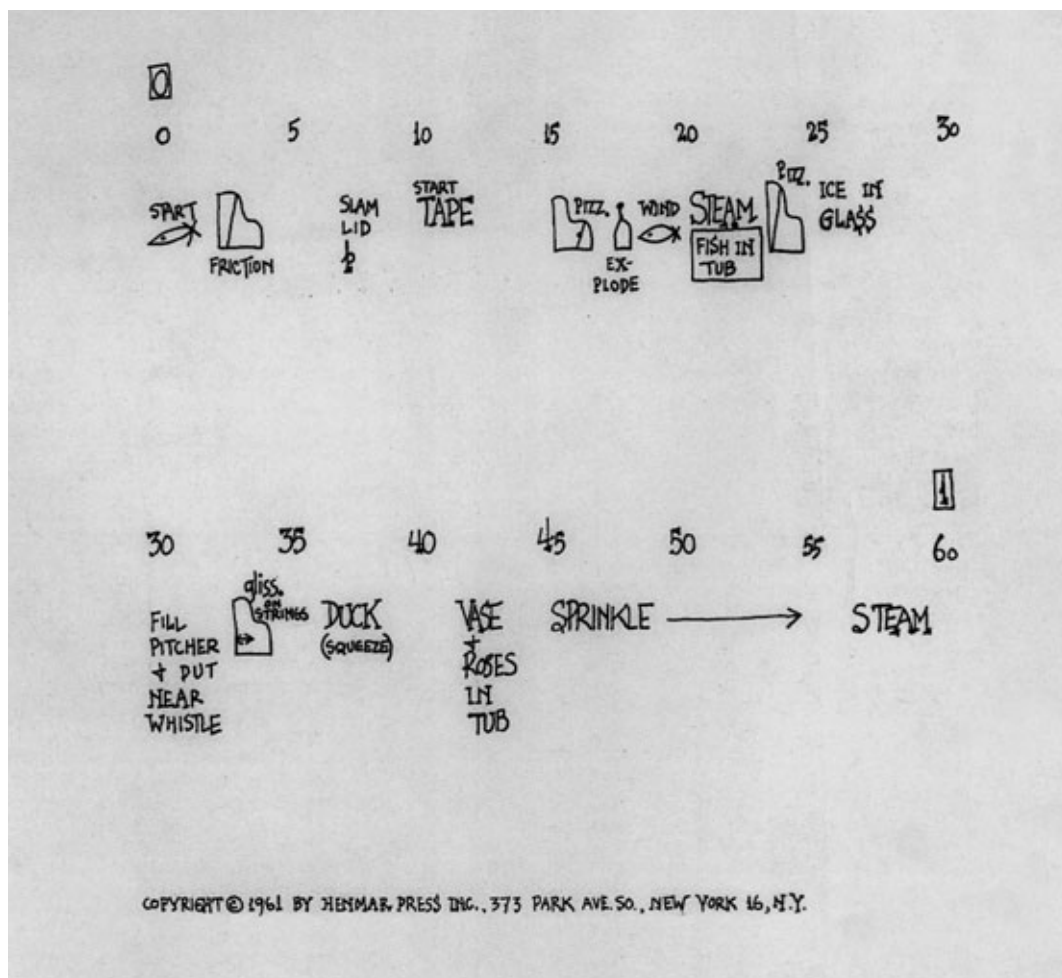 0
0 5 10 15 20 25 30
START
FRICTION
SLAM
LID
START
TAPE
PIZZ.
EX-
PLODE
WIND
STEAM
FISH IN
TUB
PIZZ.
ICE IN
GLASS
1
30 35 40 45 50 55 60
FILL
PITCHER
+ PUT
NEAR
WHISTLE
gliss.
ON
STRINGS
DUCK
(SQUEEZE)
VASE
+
ROSES
IN
TUB
SPRINKLE
STEAM
COPYRIGHT © 1961 BY HENMAR PRESS INC., 373 PARK AVE. SO., NEW YORK 16, N.Y.